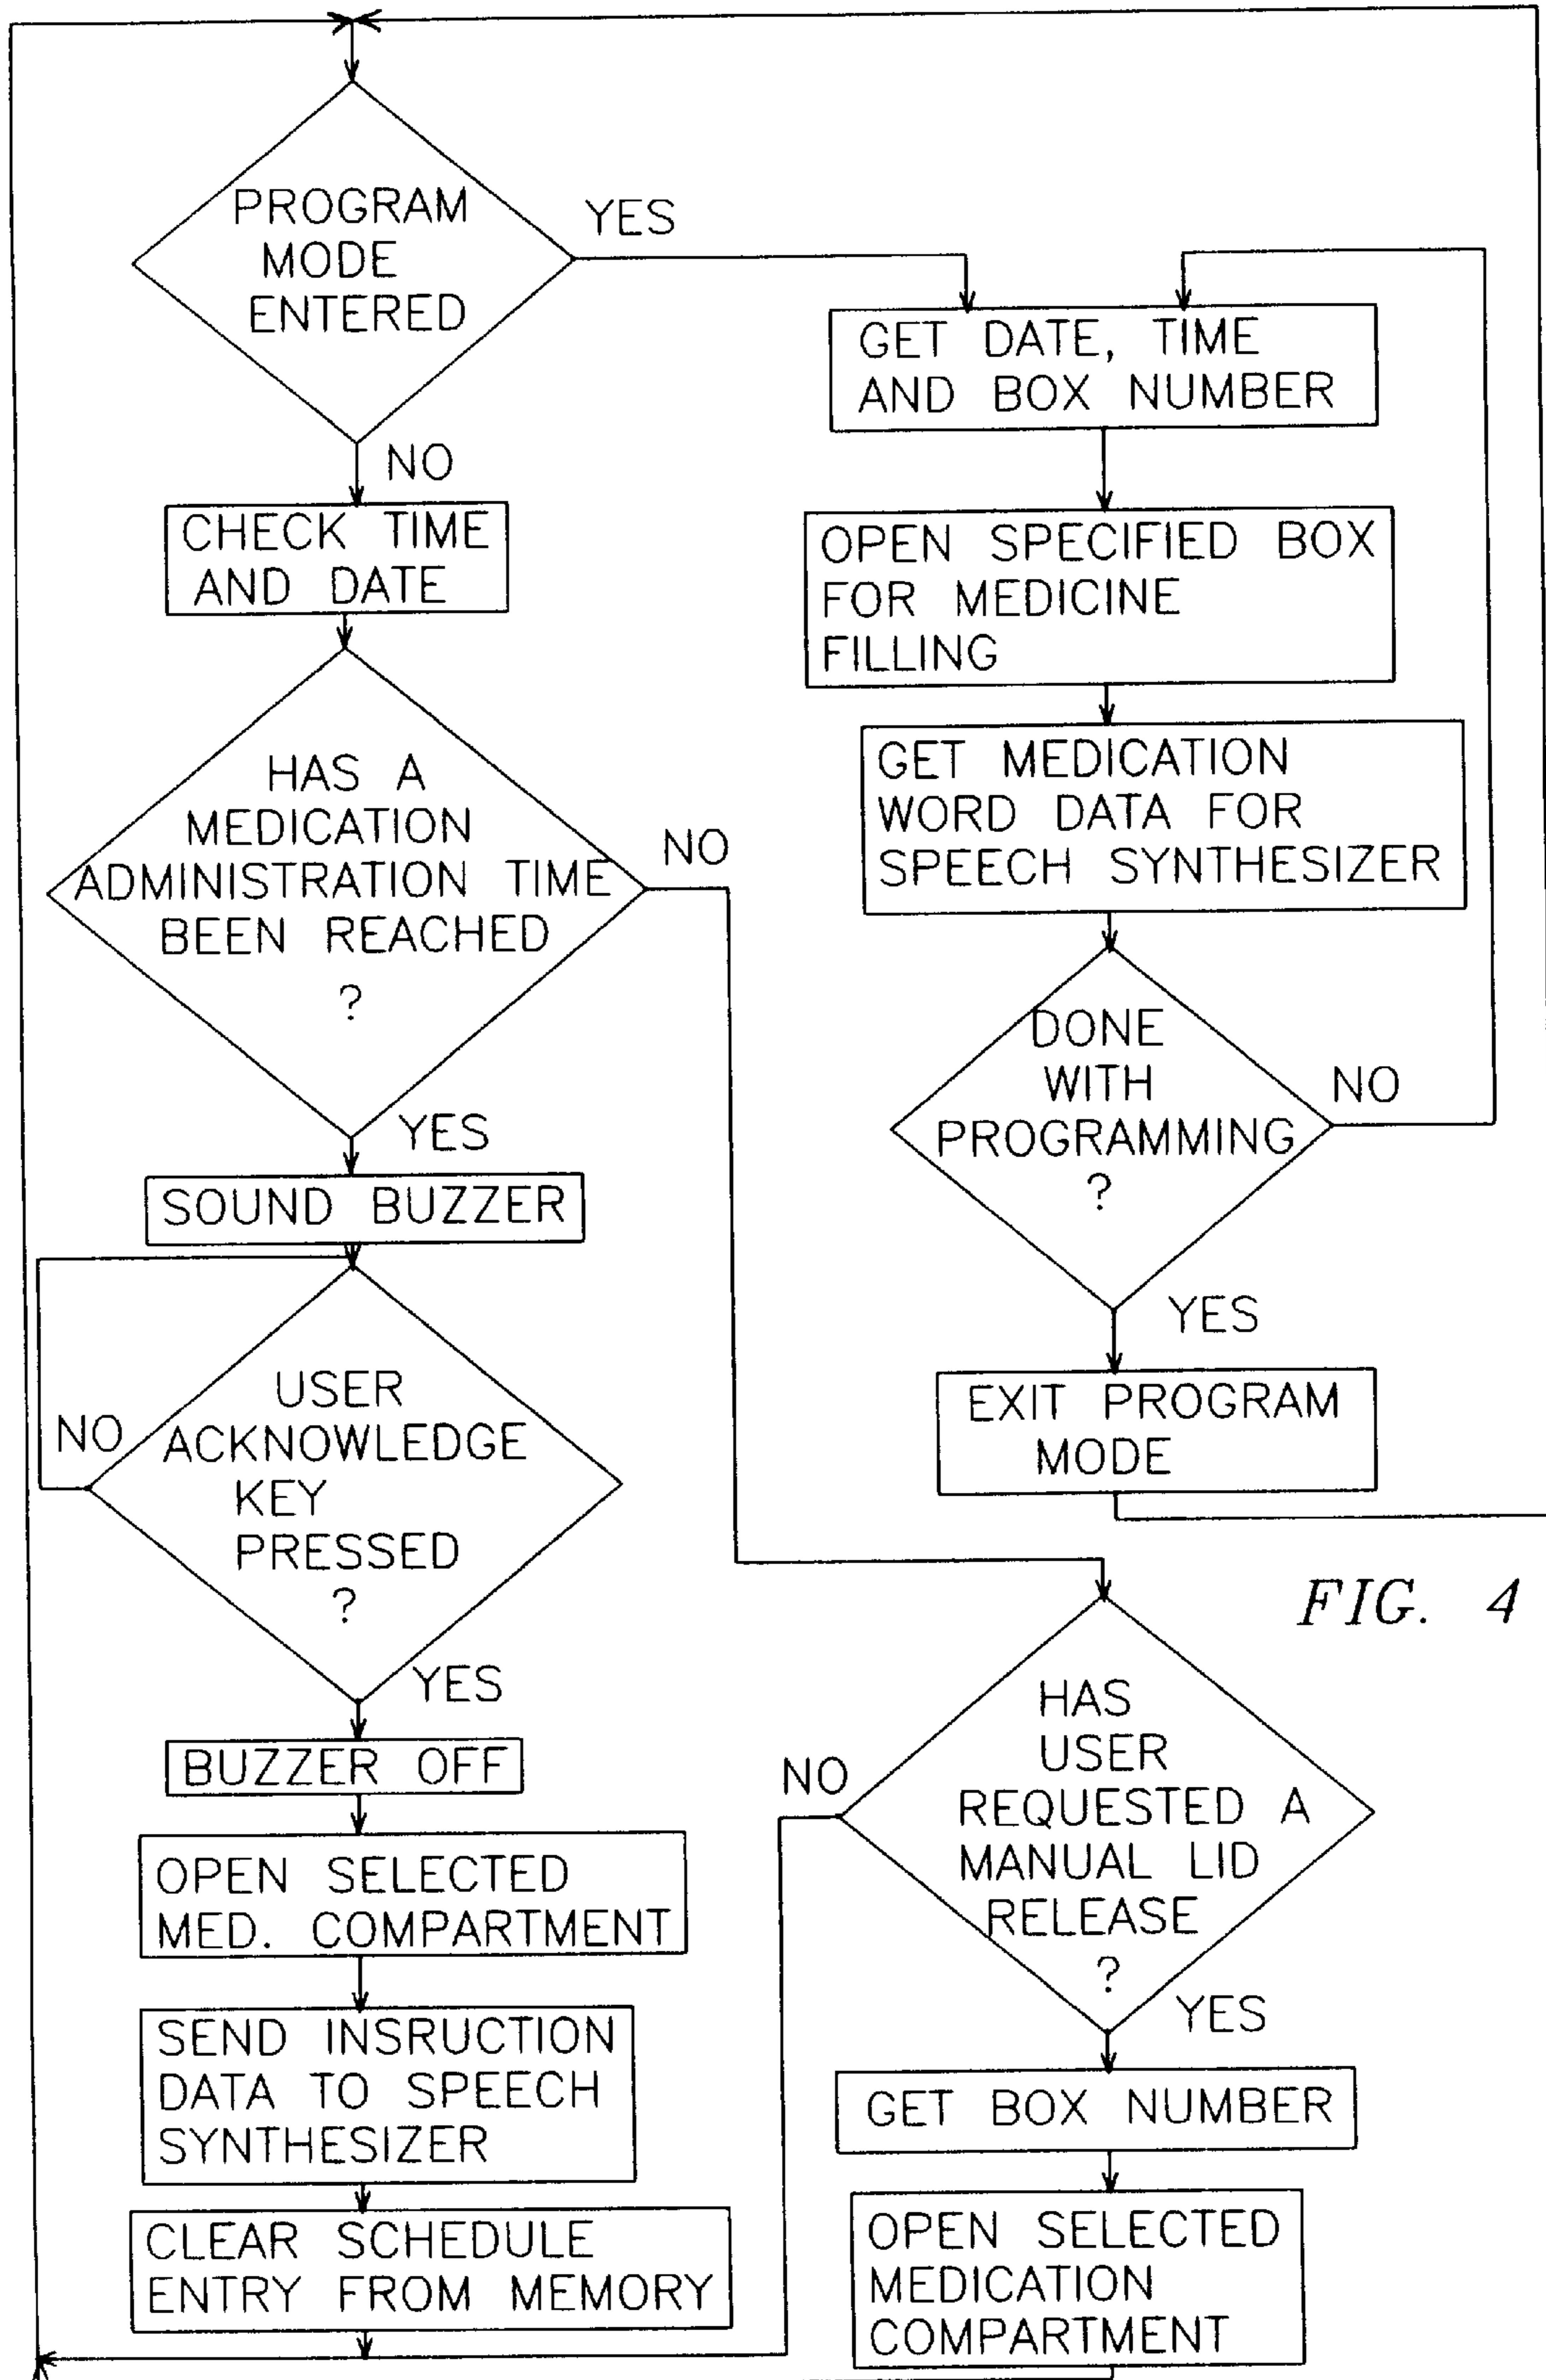 PROGRAM
MODE
ENTERED
YES
NO
CHECK TIME
AND DATE
HAS A
MEDICATION
ADMINISTRATION TIME
BEEN REACHED
?
NO
YES
SOUND BUZZER
USER
ACKNOWLEDGE
KEY
PRESSED
?
NO
YES
BUZZER OFF
OPEN SELECTED
MED. COMPARTMENT
SEND INSRUCTION
DATA TO SPEECH
SYNTHESIZER
CLEAR SCHEDULE
ENTRY FROM MEMORY
GET DATE, TIME
AND BOX NUMBER
OPEN SPECIFIED BOX
FOR MEDICINE
FILLING
GET MEDICATION
WORD DATA FOR
SPEECH SYNTHESIZER
DONE
WITH
PROGRAMMING
?
NO
YES
EXIT PROGRAM
MODE
FIG. 4
HAS
USER
REQUESTED A
MANUAL LID
RELEASE
?
NO
YES
GET BOX NUMBER
OPEN SELECTED
MEDICATION
COMPARTMENT